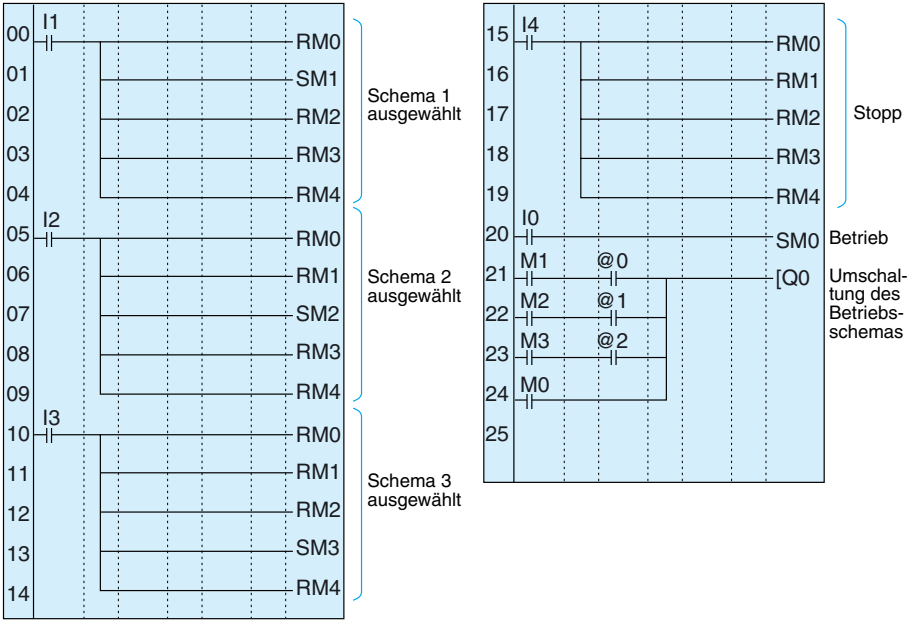 00 I1 RM0
01 SM1
02 RM2
03 RM3
04 RM4
Schema 1
ausgewählt
05 I2 RM0
06 RM1
07 SM2
08 RM3
09 RM4
Schema 2
ausgewählt
10 I3 RM0
11 RM1
12 RM2
13 SM3
14 RM4
Schema 3
ausgewählt
15 I4 RM0
16 RM1
17 RM2
18 RM3
19 RM4
Stopp
20 I0 SM0 Betrieb
21 M1 @0 [Q0
22 M2 @1
23 M3 @2
24 M0
25
Umschal-
tung des
Betriebs-
schemas